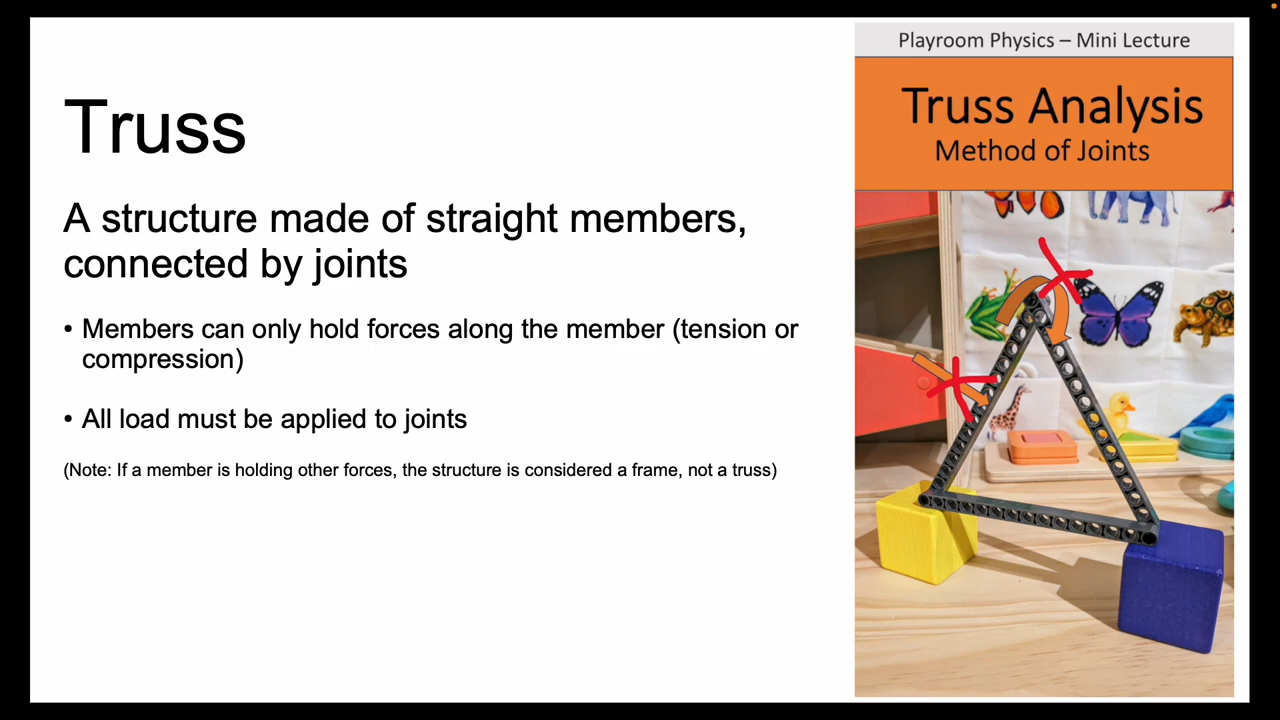 Truss
A structure made of straight members,
connected by joints
• Members can only hold forces along the member (tension or
compression)
• All load must be applied to joints
(Note: If a member is holding other forces, the structure is considered a frame, not a truss)
Playroom Physics – Mini Lecture
Truss Analysis
Method of Joints